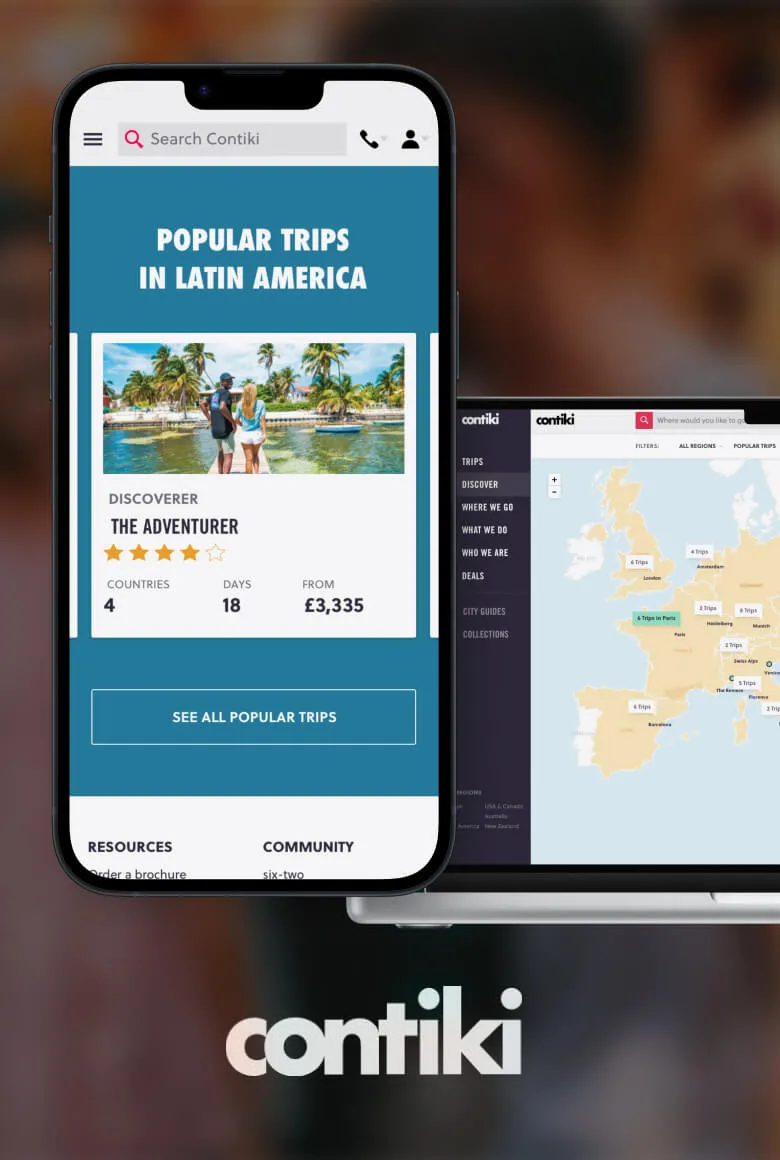 Search Contiki
POPULAR TRIPS
IN LATIN AMERICA
DISCOVERER
THE ADVENTURER
COUNTRIES DAYS FROM
4 18 £3,335
SEE ALL POPULAR TRIPS
RESOURCES COMMUNITY
Order a brochure six-two
contiki
TRIPS
DISCOVER
WHERE WE GO
WHAT WE DO
WHO WE ARE
DEALS
CITY GUIDES
COLLECTIONS
REGIONS
USA & Canada
Australia
America New Zealand
contiki Where would you like to go
FILTERS: ALL REGIONS POPULAR TRIPS
+
-
6 Trips
London
4 Trips
Amsterdam
6 Trips in Paris
Paris
2 Trips
Heidelberg
8 Trips
Munich
2 Trips
Swiss Alps
Venice
5 Trips
The Riviera
Florence
2 Trip
6 Trips
Barcelona
contiki